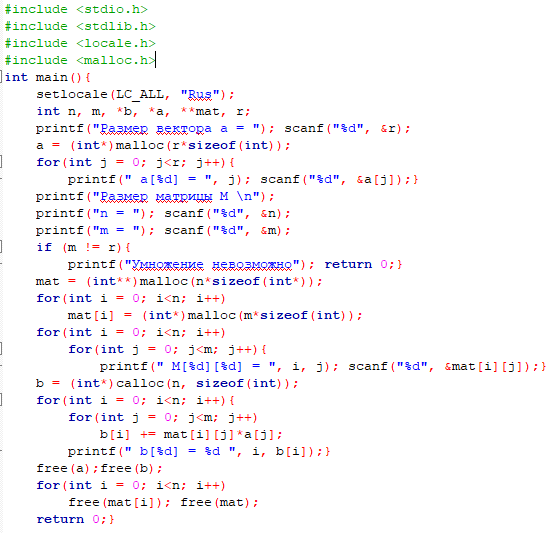 #include <stdio.h>
#include <stdlib.h>
#include <locale.h>
#include <malloc.h>
int main(){
    setlocale(LC_ALL, "Rus");
    int n, m, *b, *a, **mat, r;
    printf("Размер вектора a = "); scanf("%d", &r);
    a = (int*)malloc(r*sizeof(int));
    for(int j = 0; j<r; j++){
        printf(" a[%d] = ", j); scanf("%d", &a[j]);}
    printf("Размер матрицы M \n");
    printf("n = "); scanf("%d", &n);
    printf("m = "); scanf("%d", &m);
    if (m != r){
        printf("Умножение невозможно"); return 0;}
    mat = (int**)malloc(n*sizeof(int*));
    for(int i = 0; i<n; i++)
        mat[i] = (int*)malloc(m*sizeof(int));
    for(int i = 0; i<n; i++)
        for(int j = 0; j<m; j++){
            printf(" M[%d][%d] = ", i, j); scanf("%d", &mat[i][j]);}
    b = (int*)calloc(n, sizeof(int));
    for(int i = 0; i<n; i++){
        for(int j = 0; j<m; j++)
            b[i] += mat[i][j]*a[j];
        printf(" b[%d] = %d ", i, b[i]);}
    free(a);free(b);
    for(int i = 0; i<n; i++)
        free(mat[i]); free(mat);
    return 0;}